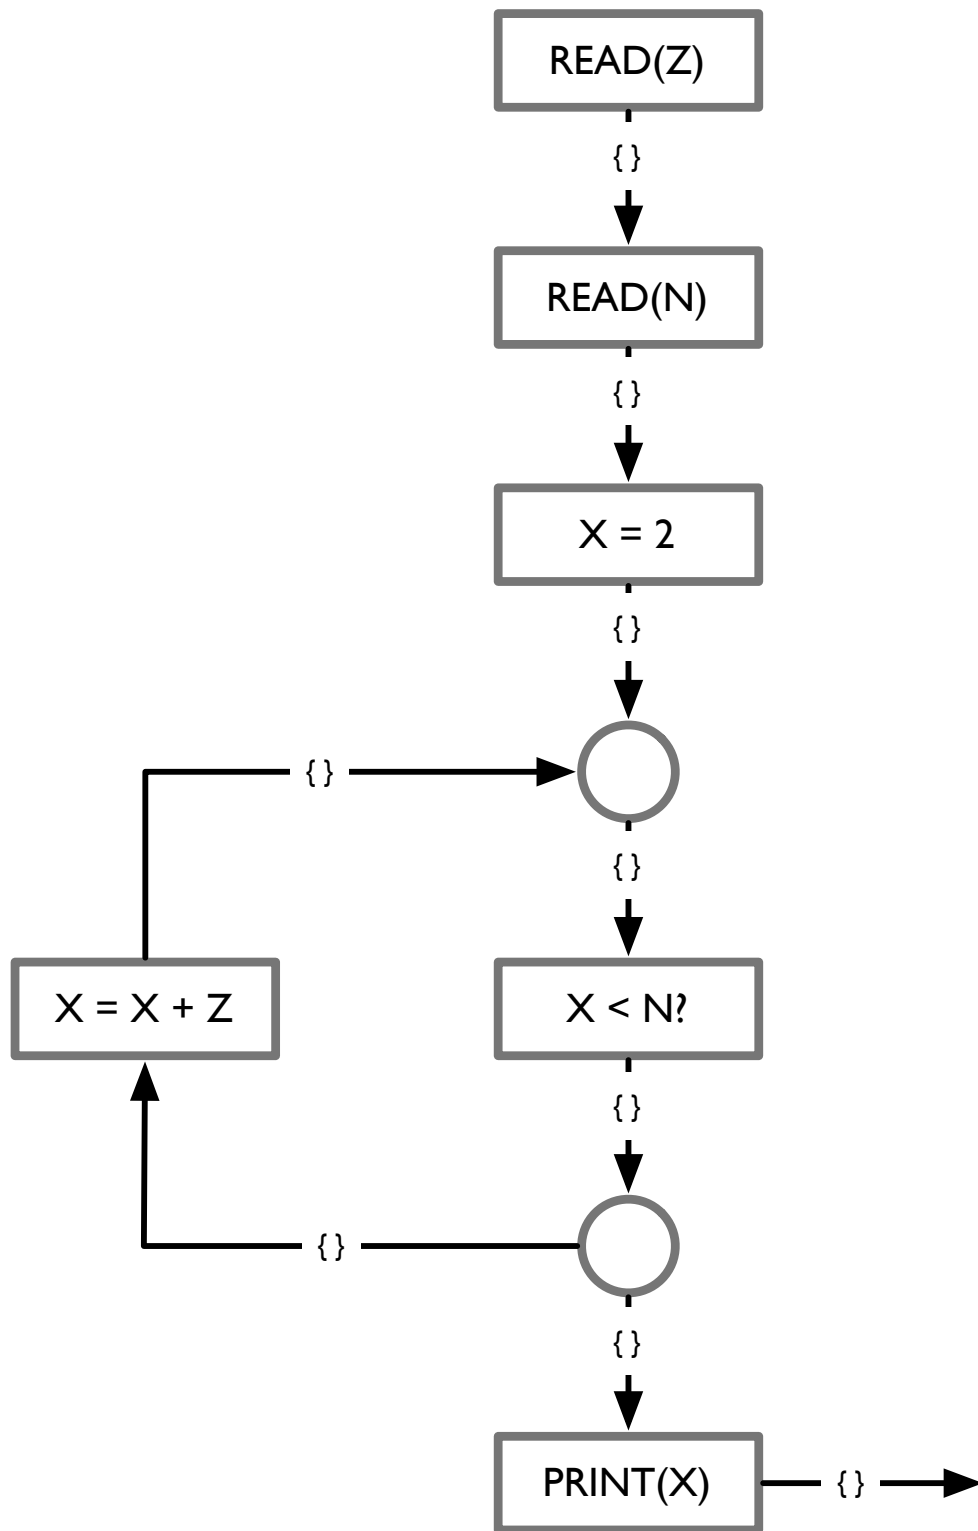 READ(Z)
{ }
READ(N)
{ }
X = 2
{ }
{ }
{ }
X = X + Z
X < N?
{ }
{ }
{ }
PRINT(X)
{ }